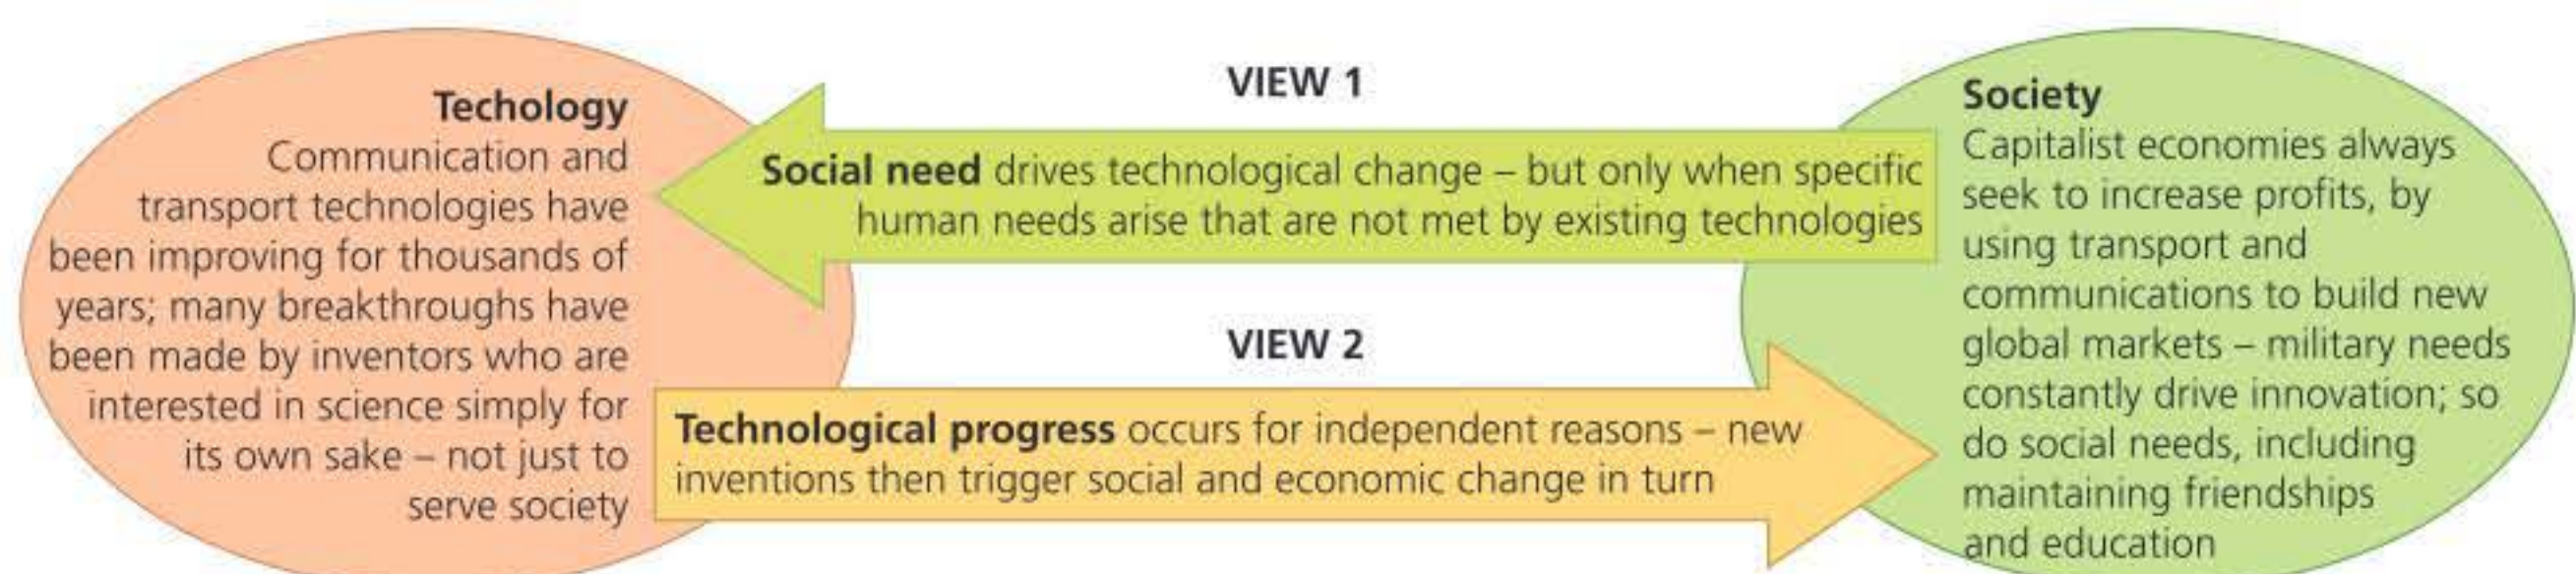 Techology
Communication and
transport technologies have
been improving for thousands of
years; many breakthroughs have
been made by inventors who are
interested in science simply for
its own sake – not just to
serve society
VIEW 1
Social need drives technological change – but only when specific
human needs arise that are not met by existing technologies
VIEW 2
Technological progress occurs for independent reasons – new
inventions then trigger social and economic change in turn
Society
Capitalist economies always
seek to increase profits, by
using transport and
communications to build new
global markets – military needs
constantly drive innovation; so
do social needs, including
maintaining friendships
and education